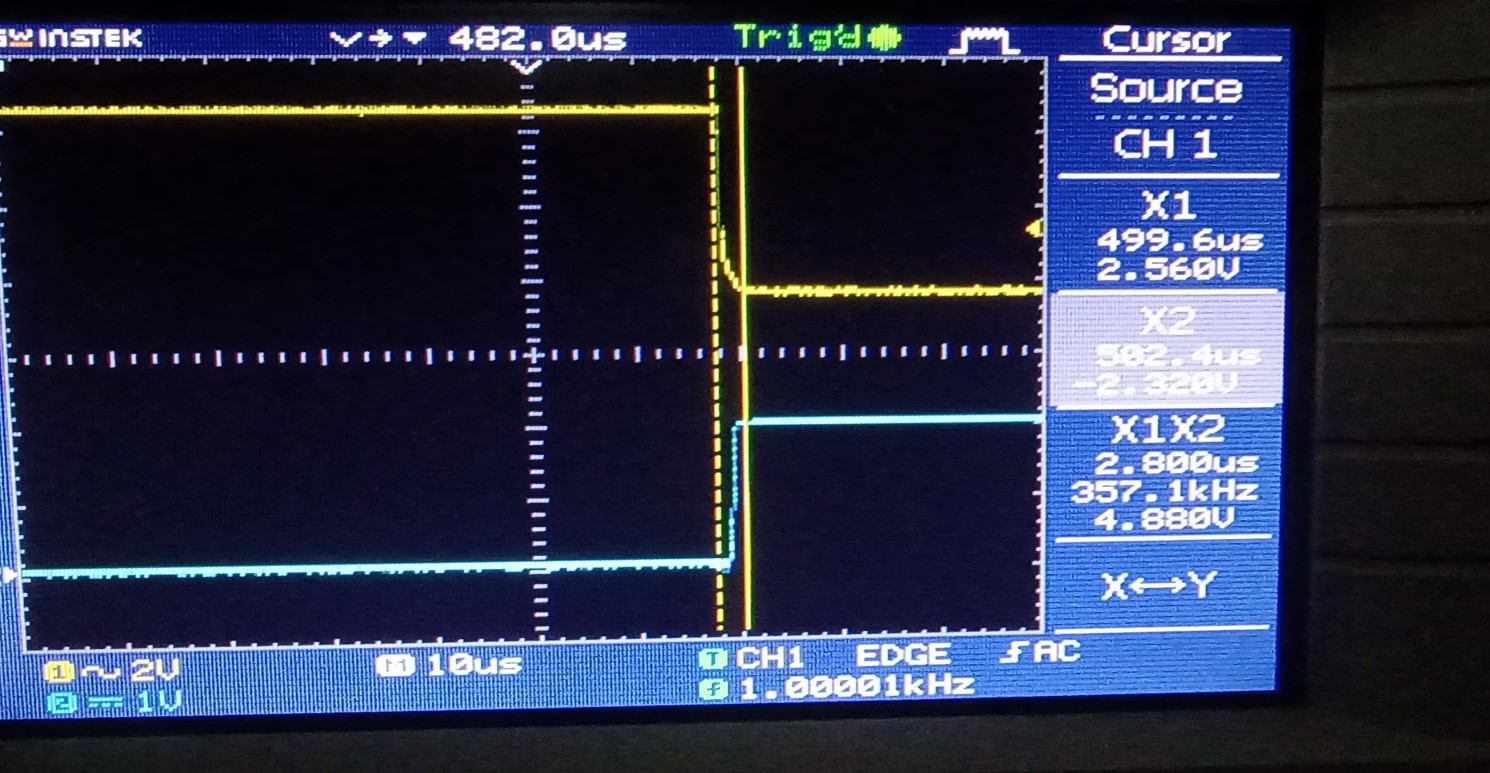 GW INSTEK 482.0us Trig'd Cursor
Source
CH 1
X1
499.6us
2.560V
X2
502.4us
-2.320V
X1X2
2.800us
357.1kHz
4.880V
X↔Y
1 ~ 2V M 10us T CH1 EDGE AC
2 1V f 1.00001kHz